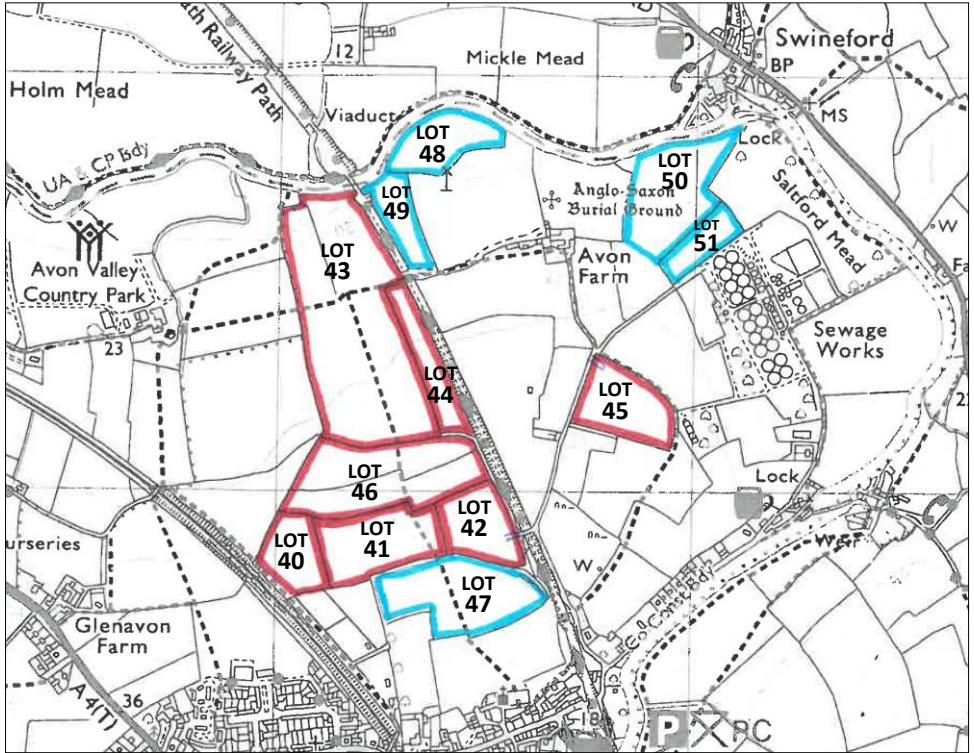 Holm Mead
ath Railway Path
12
Mickle Mead
Swineford
BP
MS
Viaduct
Lock
UA & CP Bdy
LOT
48
LOT
49
LOT
50
LOT
51
Anglo-Saxon
Burial Ground
Saltford Mead
W
Fa
LOT
43
Avon Valley
Country Park
23
Avon
Farm
Sewage
Works
LOT
44
LOT
45
LOT
46
LOT
40
LOT
41
LOT
42
Lock
Weir
urseries
W
LOT
47
Co Const Bdy
Glenavon
Farm
A 4(T)
36
18
P
PC